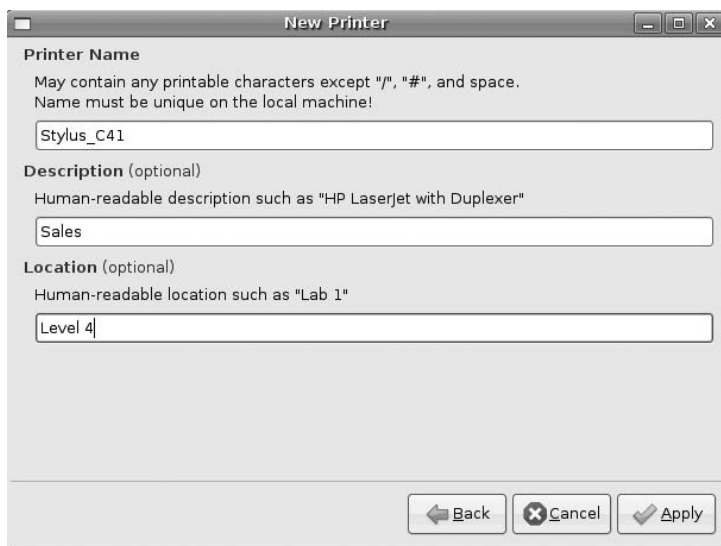 New Printer
Printer Name
May contain any printable characters except "/", "#", and space.
Name must be unique on the local machine!
Stylus_C41
Description (optional)
Human-readable description such as "HP LaserJet with Duplexer"
Sales
Location (optional)
Human-readable location such as "Lab 1"
Level 4
Back Cancel Apply